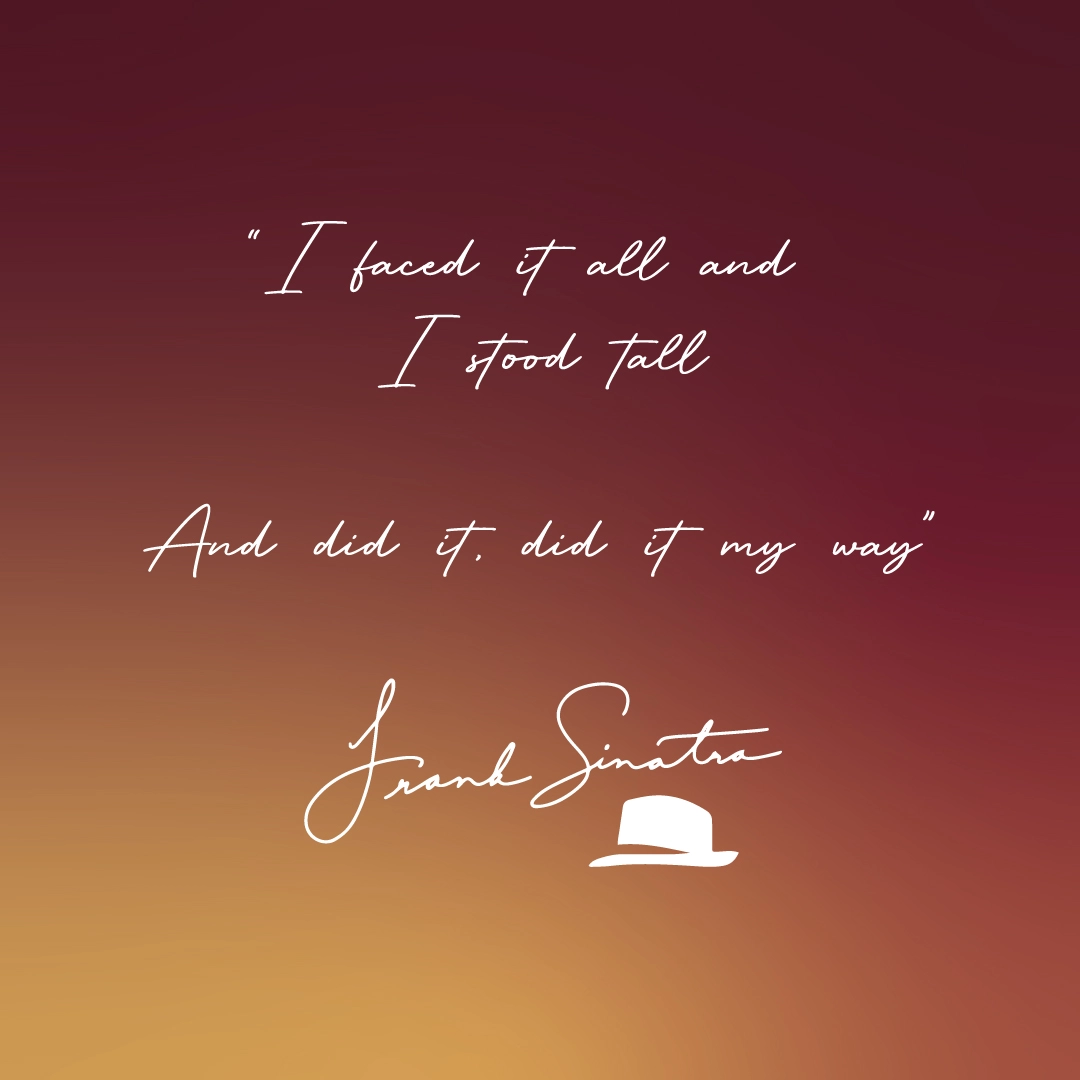 “I faced it all and
I stood tall
And did it, did it my way”
Frank Sinatra